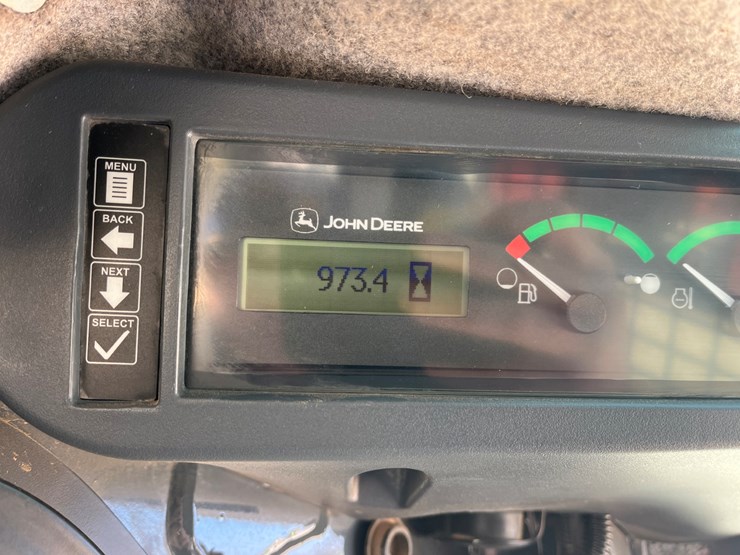 MENU
BACK
NEXT
SELECT
JOHN DEERE
973.4